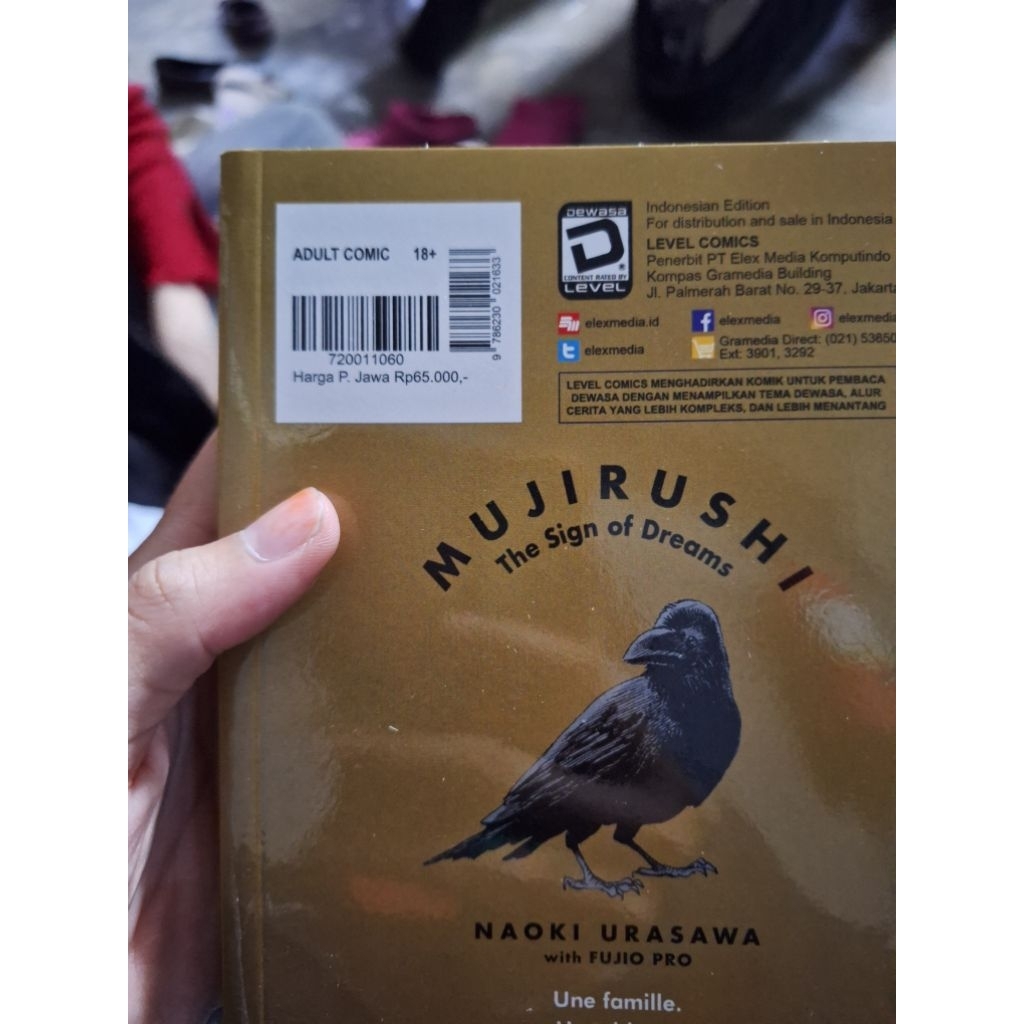 ADULT COMIC 18+
720011060
9 786230 021633
Harga P. Jawa Rp65.000,-
Dewasa
D
CONTENT RATED BY
LEVEL
Indonesian Edition
For distribution and sale in Indonesia
LEVEL COMICS
Penerbit PT Elex Media Komputindo
Kompas Gramedia Building
Jl. Palmerah Barat No. 29-37, Jakarta
elexmedia.id
elexmedia
elexmedia
elexmedia
Gramedia Direct: (021) 53650
Ext: 3901, 3292
LEVEL COMICS MENGHADIRKAN KOMIK UNTUK PEMBACA
DEWASA DENGAN MENAMPILKAN TEMA DEWASA, ALUR
CERITA YANG LEBIH KOMPLEKS, DAN LEBIH MENANTANG
MUJIRUSHI
The Sign of Dreams
NAOKI URASAWA
with FUJIO PRO
Une famille.